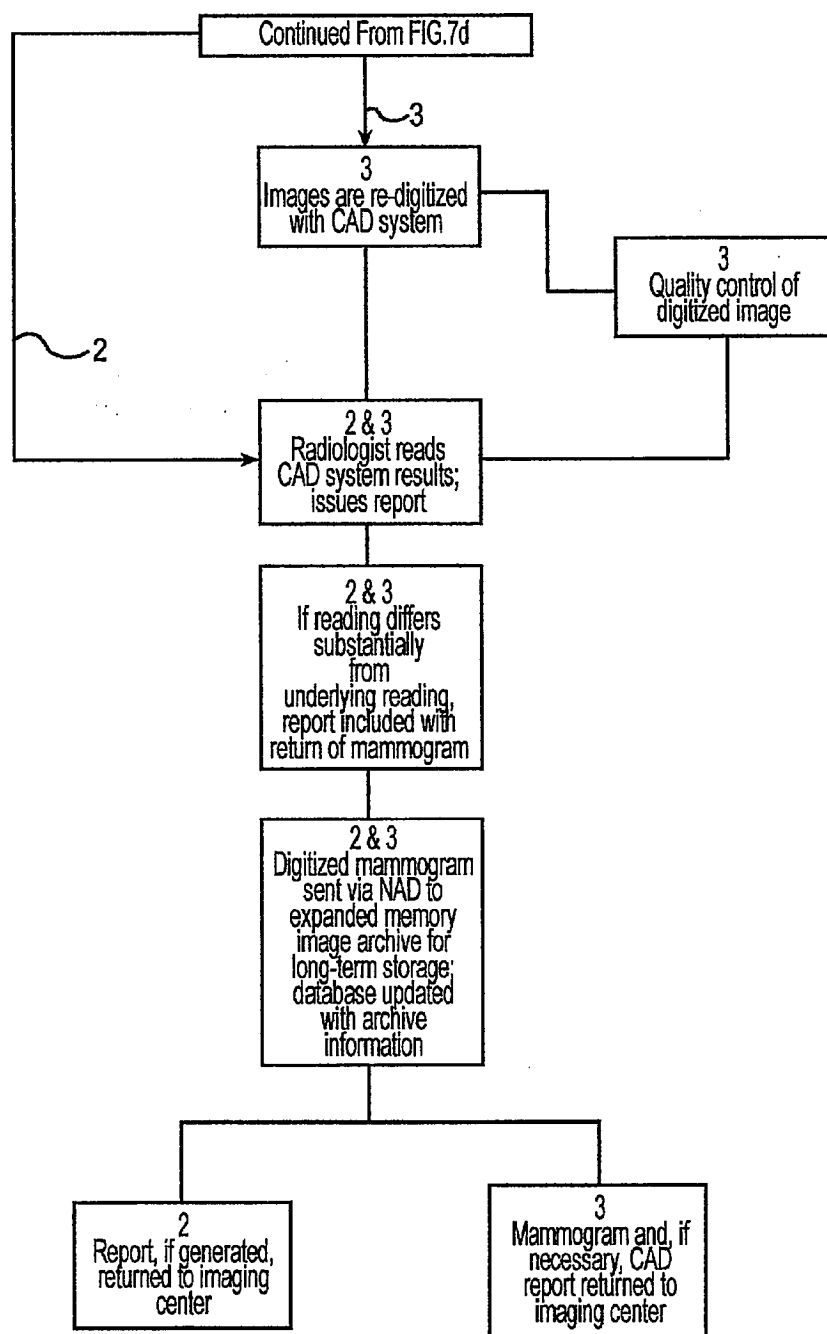 Continued From FIG.7d
3
3
Images are re-digitized
with CAD system
3
Quality control of
digitized image
2
2 & 3
Radiologist reads
CAD system results;
issues report
2 & 3
If reading differs
substantially
from
underlying reading,
report included with
return of mammogram
2 & 3
Digitized mammogram
sent via NAD to
expanded memory
image archive for
long-term storage;
database updated
with archive
information
2
Report, if generated,
returned to imaging
center
3
Mammogram and, if
necessary, CAD
report returned to
imaging center